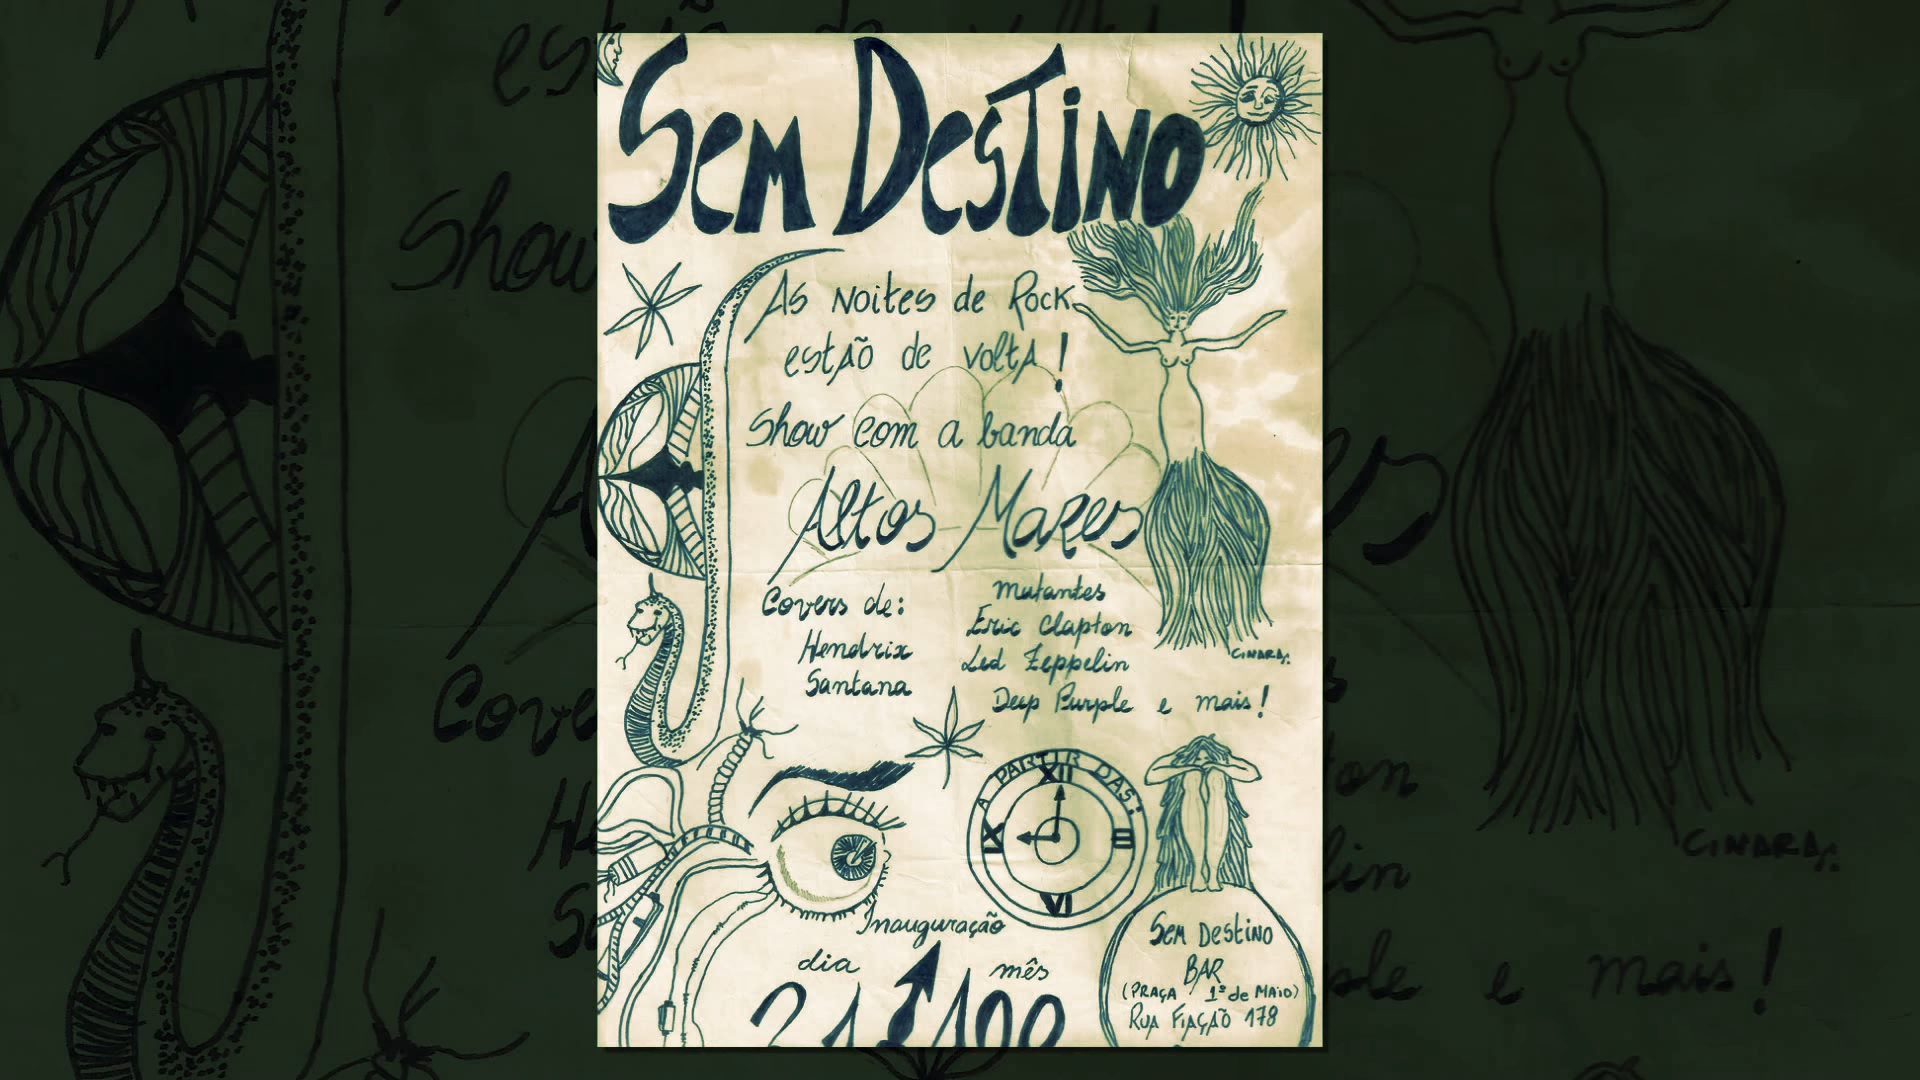 SEM DESTINO
As Noites de Rock
estão de volta!
Show com a banda
Altos Mares
Covers de:
Hendrix
Santana
Mutantes
Eric Clapton
Led Zeppelin
Deep Purple e mais!
CINARA
A PARTIR DAS:
XII
IX
III
VI
Inauguração
dia
mês
Sem Destino
BAR
(PRAÇA 1º de MAIO)
RUA FIAÇÃO 178